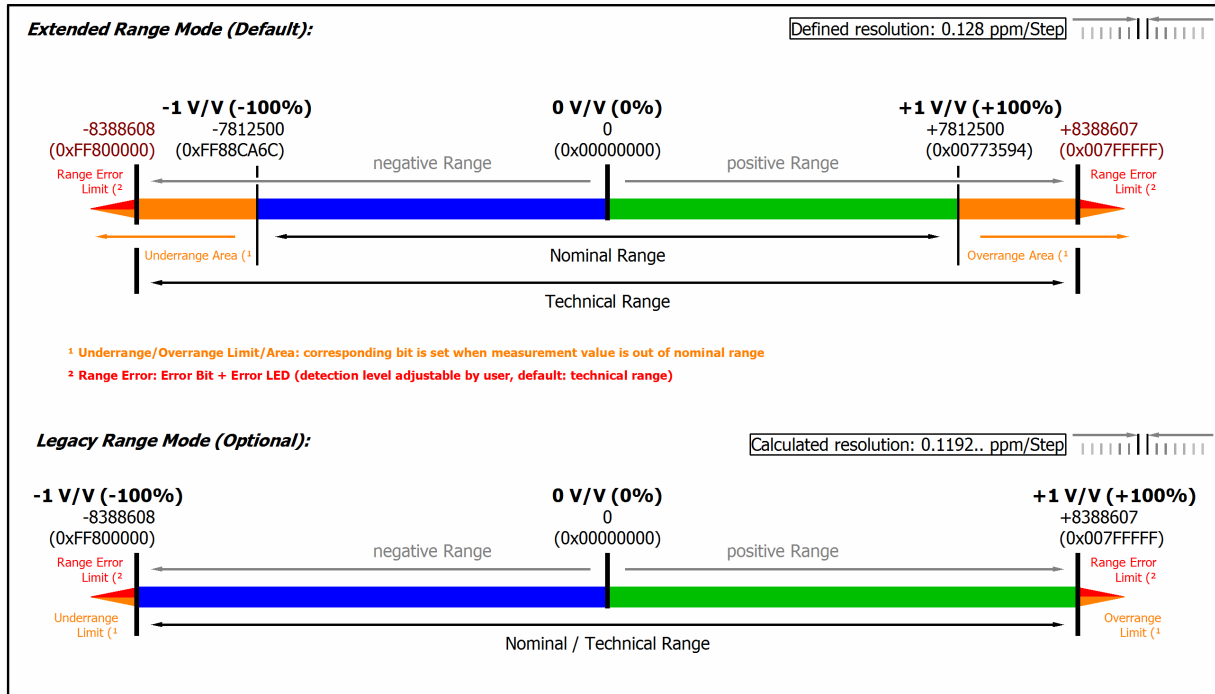 Extended Range Mode (Default):
Defined resolution: 0.128 ppm/Step
-1 V/V (-100%)
0 V/V (0%)
+1 V/V (+100%)
-8388608
(0xFF800000)
-7812500
(0xFF88CA6C)
0
(0x00000000)
+7812500
(0x00773594)
+8388607
(0x007FFFFF)
negative Range
positive Range
Range Error
Limit (²
Range Error
Limit (²
Underrange Area (¹
Nominal Range
Overrange Area (¹
Technical Range
¹ Underrange/Overrange Limit/Area: corresponding bit is set when measurement value is out of nominal range
² Range Error: Error Bit + Error LED (detection level adjustable by user, default: technical range)
Legacy Range Mode (Optional):
Calculated resolution: 0.1192.. ppm/Step
-1 V/V (-100%)
0 V/V (0%)
+1 V/V (+100%)
-8388608
(0xFF800000)
0
(0x00000000)
+8388607
(0x007FFFFF)
negative Range
positive Range
Range Error
Limit (²
Range Error
Limit (²
Underrange
Limit (¹
Overrange
Limit (¹
Nominal / Technical Range